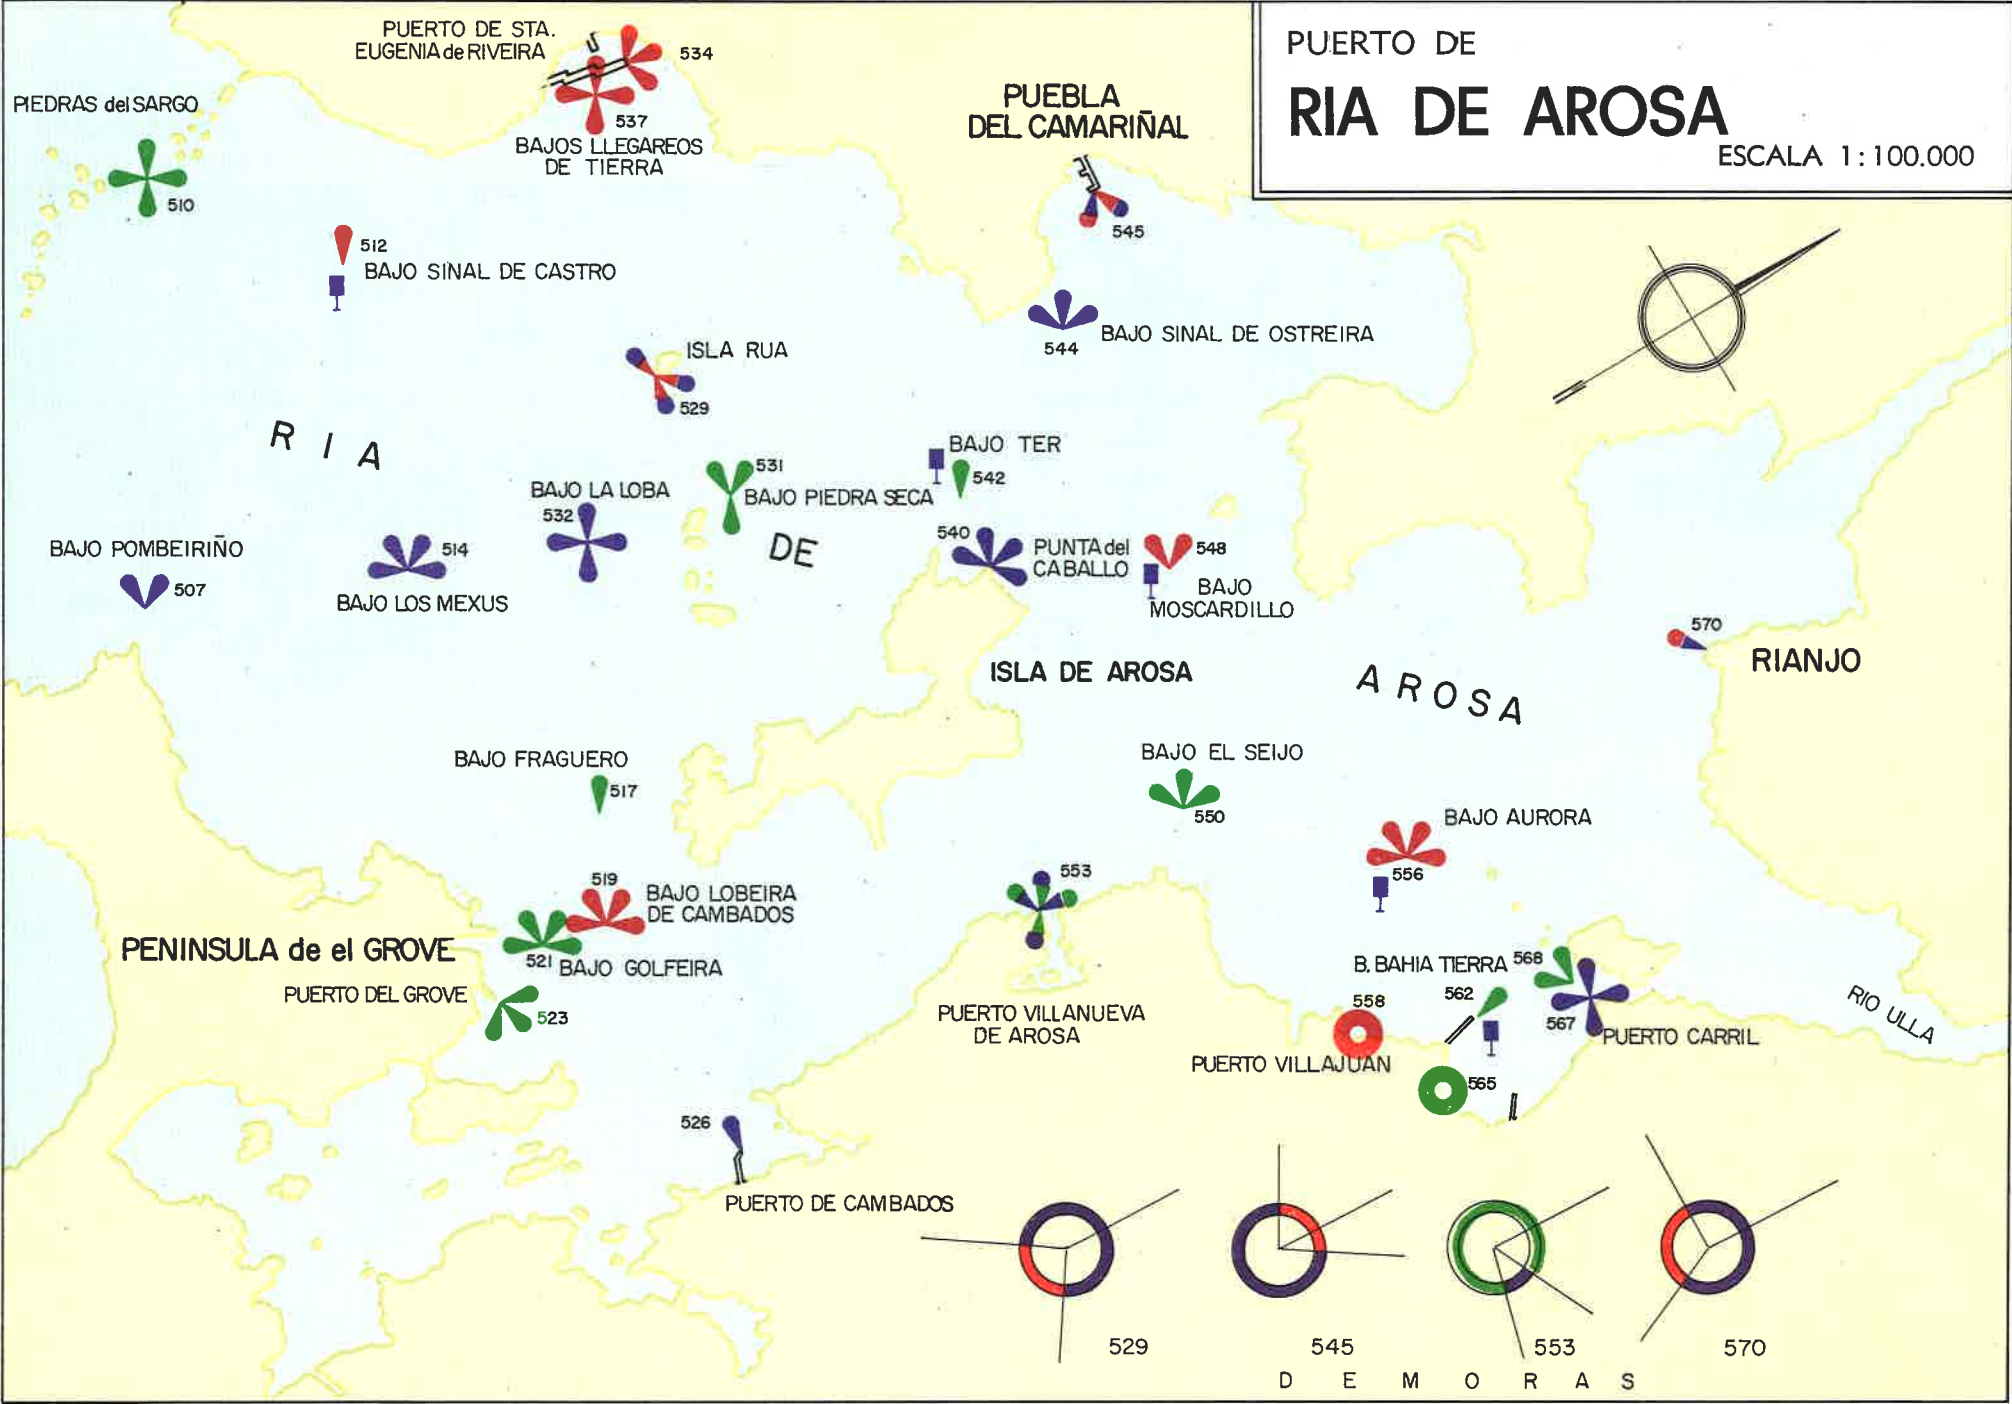 PUERTO DE
RIA DE AROSA
ESCALA 1:100.000
PUERTO DE STA.
EUGENIA de RIVEIRA
534
PIEDRAS del SARGO
510
537
BAJOS LLEGAREOS
DE TIERRA
PUEBLA
DEL CAMARIÑAL
545
512
BAJO SINAL DE CASTRO
544
BAJO SINAL DE OSTREIRA
ISLA RUA
529
RIA
BAJO TER
542
531
BAJO PIEDRA SECA
BAJO LA LOBA
532
DE
BAJO POMBEIRIÑO
507
514
BAJO LOS MEXUS
540
PUNTA del
CABALLO
548
BAJO
MOSCARDILLO
570
RIANJO
ISLA DE AROSA
AROSA
BAJO FRAGUERO
517
BAJO EL SEIJO
550
BAJO AURORA
556
519
BAJO LOBEIRA
DE CAMBADOS
553
PENINSULA de el GROVE
521
BAJO GOLFEIRA
PUERTO DEL GROVE
523
B. BAHIA TIERRA
568
562
558
567
PUERTO CARRIL
RIO ULLA
PUERTO VILLANUEVA
DE AROSA
PUERTO VILLAJUAN
565
526
PUERTO DE CAMBADOS
529
545
553
570
DEMORAS